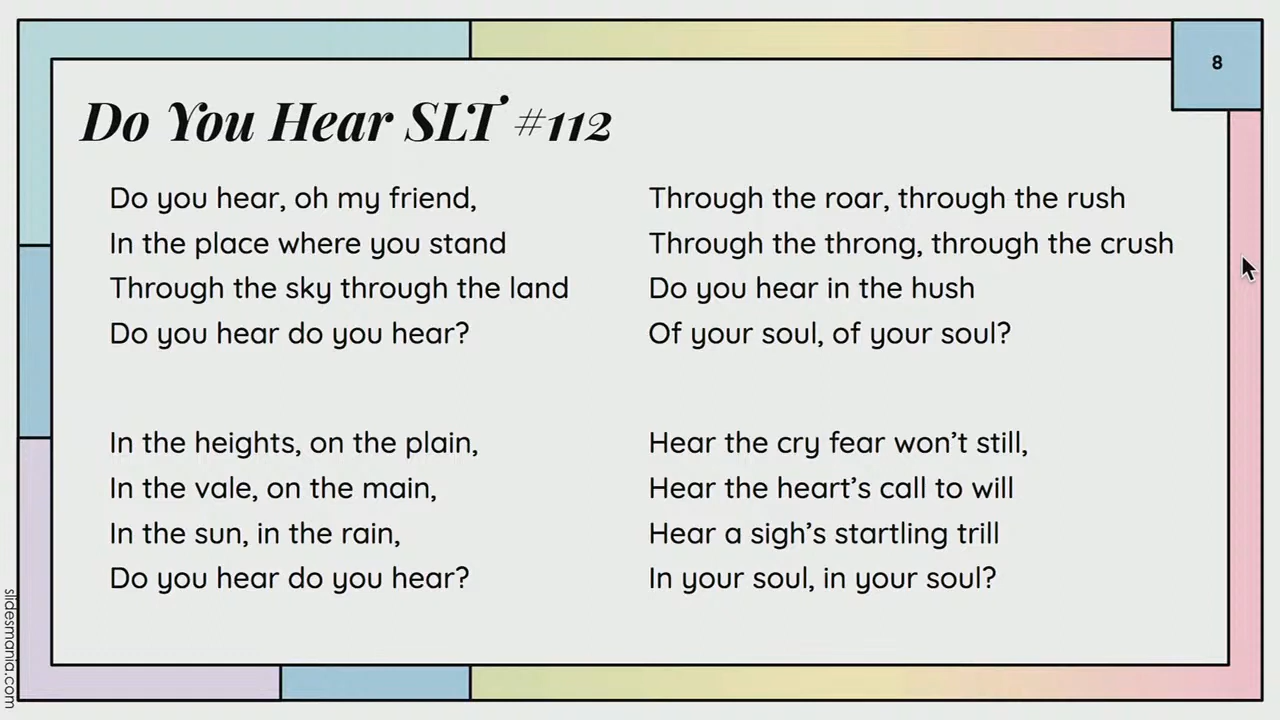 8
Do You Hear SLT #112
Do you hear, oh my friend,
In the place where you stand
Through the sky through the land
Do you hear do you hear?
In the heights, on the plain,
In the vale, on the main,
In the sun, in the rain,
Do you hear do you hear?
Through the roar, through the rush
Through the throng, through the crush
Do you hear in the hush
Of your soul, of your soul?
Hear the cry fear won’t still,
Hear the heart’s call to will
Hear a sigh’s startling trill
In your soul, in your soul?
slidesmania.com